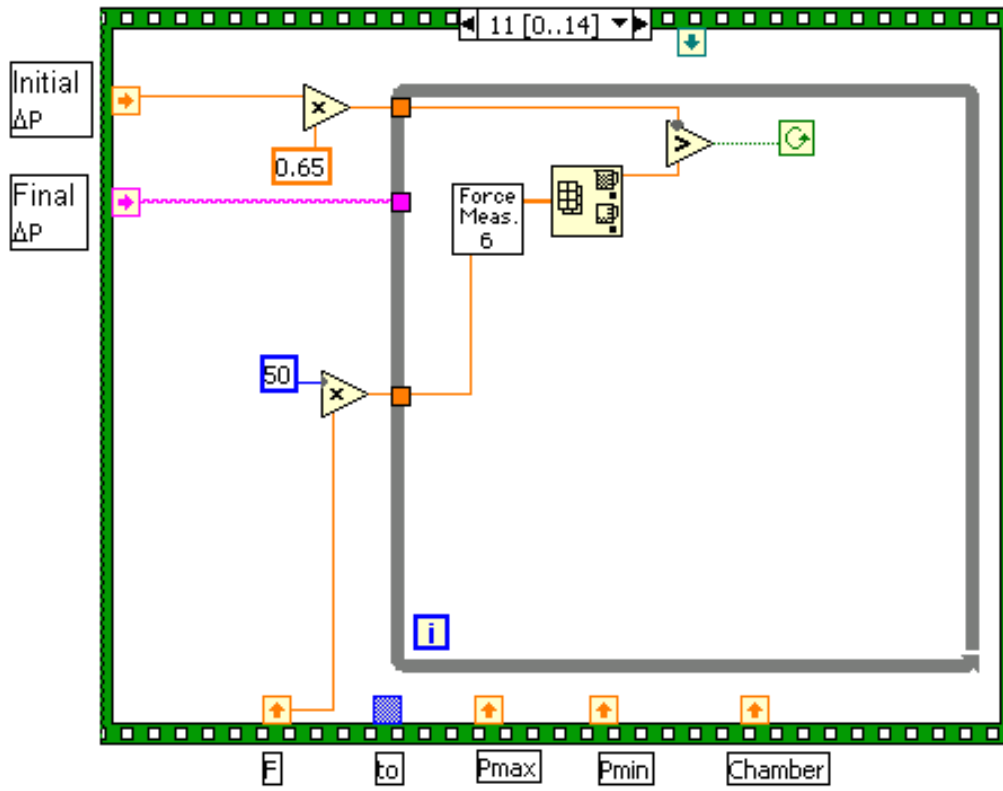 11 [0..14]
Initial
ΔP
×
0.65
>
Final
ΔP
Force
Meas.
6
50
×
i
F
to
Pmax
Pmin
Chamber